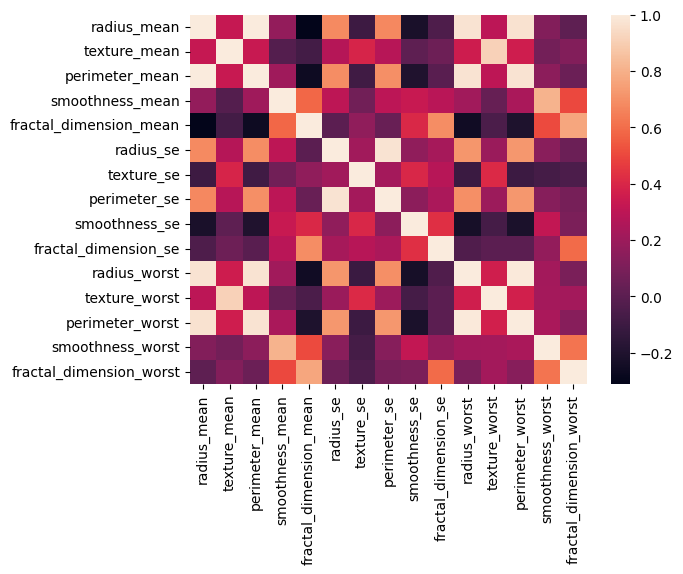 radius_mean
texture_mean
perimeter_mean
smoothness_mean
fractal_dimension_mean
radius_se
texture_se
perimeter_se
smoothness_se
fractal_dimension_se
radius_worst
texture_worst
perimeter_worst
smoothness_worst
fractal_dimension_worst
radius_mean
texture_mean
perimeter_mean
smoothness_mean
fractal_dimension_mean
radius_se
texture_se
perimeter_se
smoothness_se
fractal_dimension_se
radius_worst
texture_worst
perimeter_worst
smoothness_worst
fractal_dimension_worst
1.0
0.8
0.6
0.4
0.2
0.0
−0.2